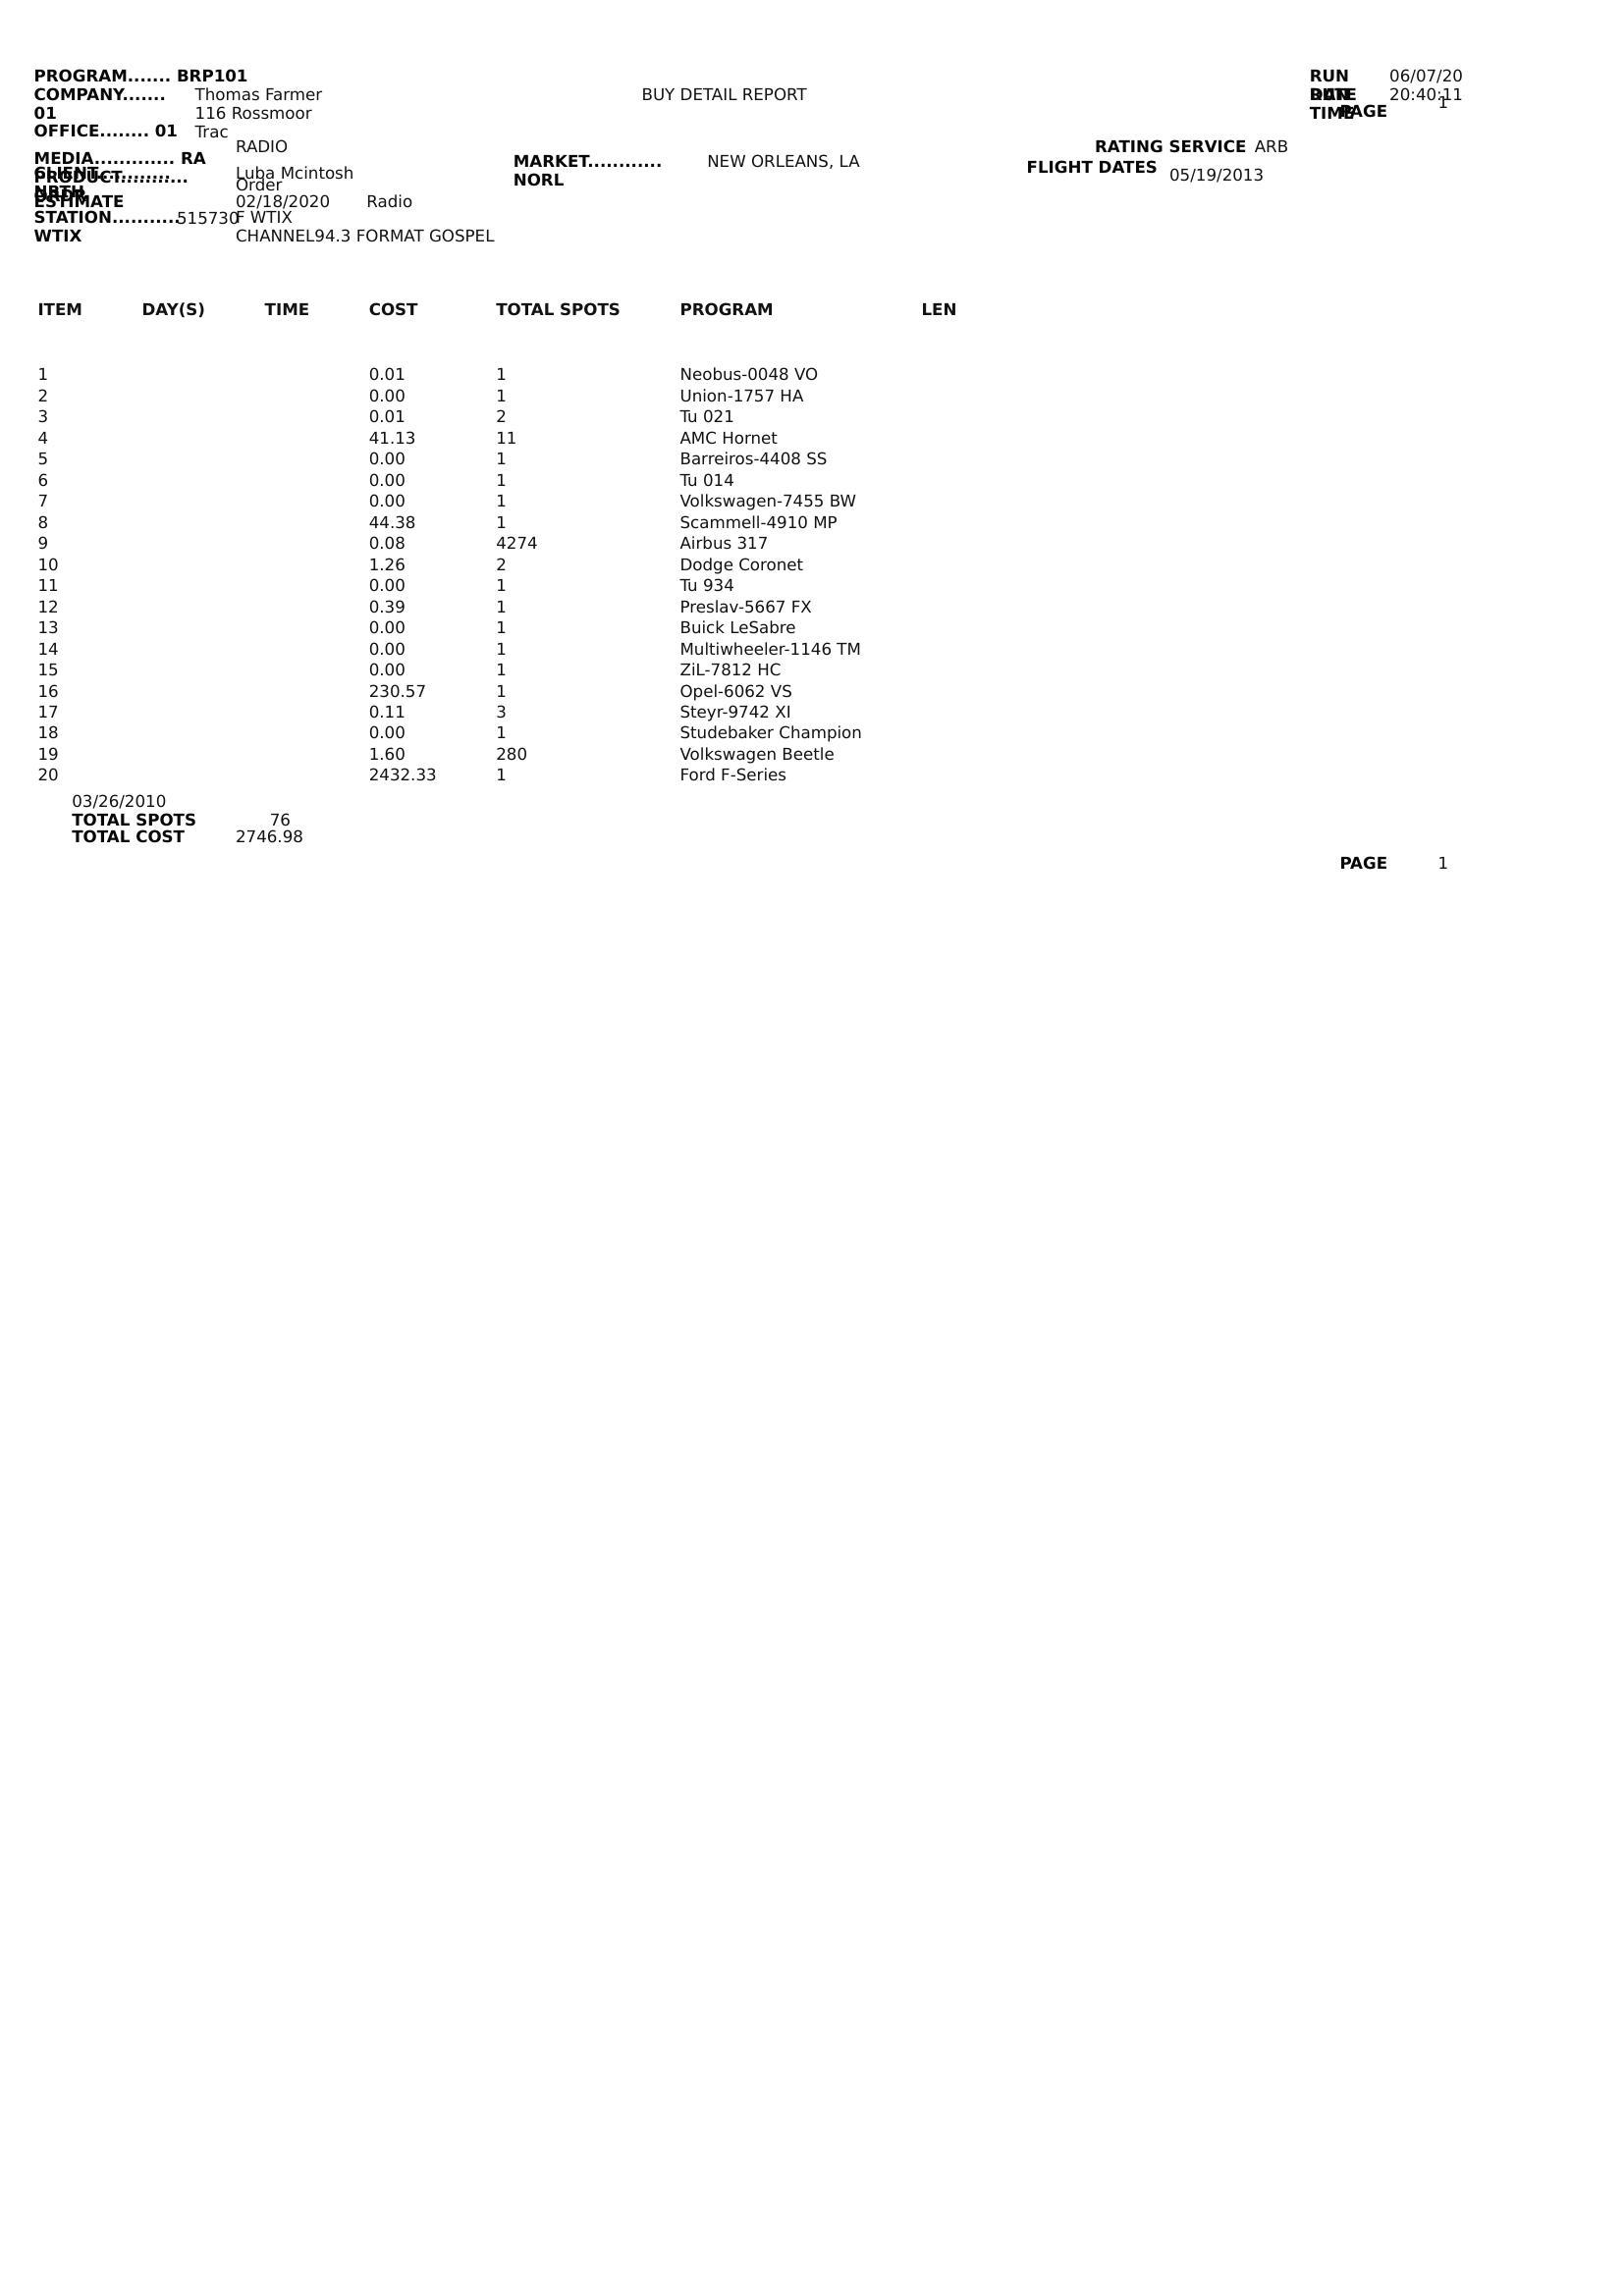 PROGRAM....... BRP101 RUN DATE 06/07/20
COMPANY....... 01 Thomas Farmer BUY DETAIL REPORT RUN TIME 20:40:11
116 Rossmoor PAGE 1
OFFICE........ 01 Trac
RADIO RATING SERVICE ARB
MEDIA............. RA MARKET............ NORL NEW ORLEANS, LA FLIGHT DATES 05/19/2013
CLIENT............ Luba Mcintosh
PRODUCT........... Order
ESTIMATE 02/18/2020 Radio
STATION........... WTIX 515730 F WTIX
CHANNEL94.3 FORMAT GOSPEL
ITEM DAY(S) TIME COST TOTAL SPOTS PROGRAM LEN
1 0.01 1 Neobus-0048 VO
2 0.00 1 Union-1757 HA
3 0.01 2 Tu 021
4 41.13 11 AMC Hornet
5 0.00 1 Barreiros-4408 SS
6 0.00 1 Tu 014
7 0.00 1 Volkswagen-7455 BW
8 44.38 1 Scammell-4910 MP
9 0.08 4274 Airbus 317
10 1.26 2 Dodge Coronet
11 0.00 1 Tu 934
12 0.39 1 Preslav-5667 FX
13 0.00 1 Buick LeSabre
14 0.00 1 Multiwheeler-1146 TM
15 0.00 1 ZiL-7812 HC
16 230.57 1 Opel-6062 VS
17 0.11 3 Steyr-9742 XI
18 0.00 1 Studebaker Champion
19 1.60 280 Volkswagen Beetle
20 2432.33 1 Ford F-Series
03/26/2010
TOTAL SPOTS 76
TOTAL COST 2746.98
PAGE 1